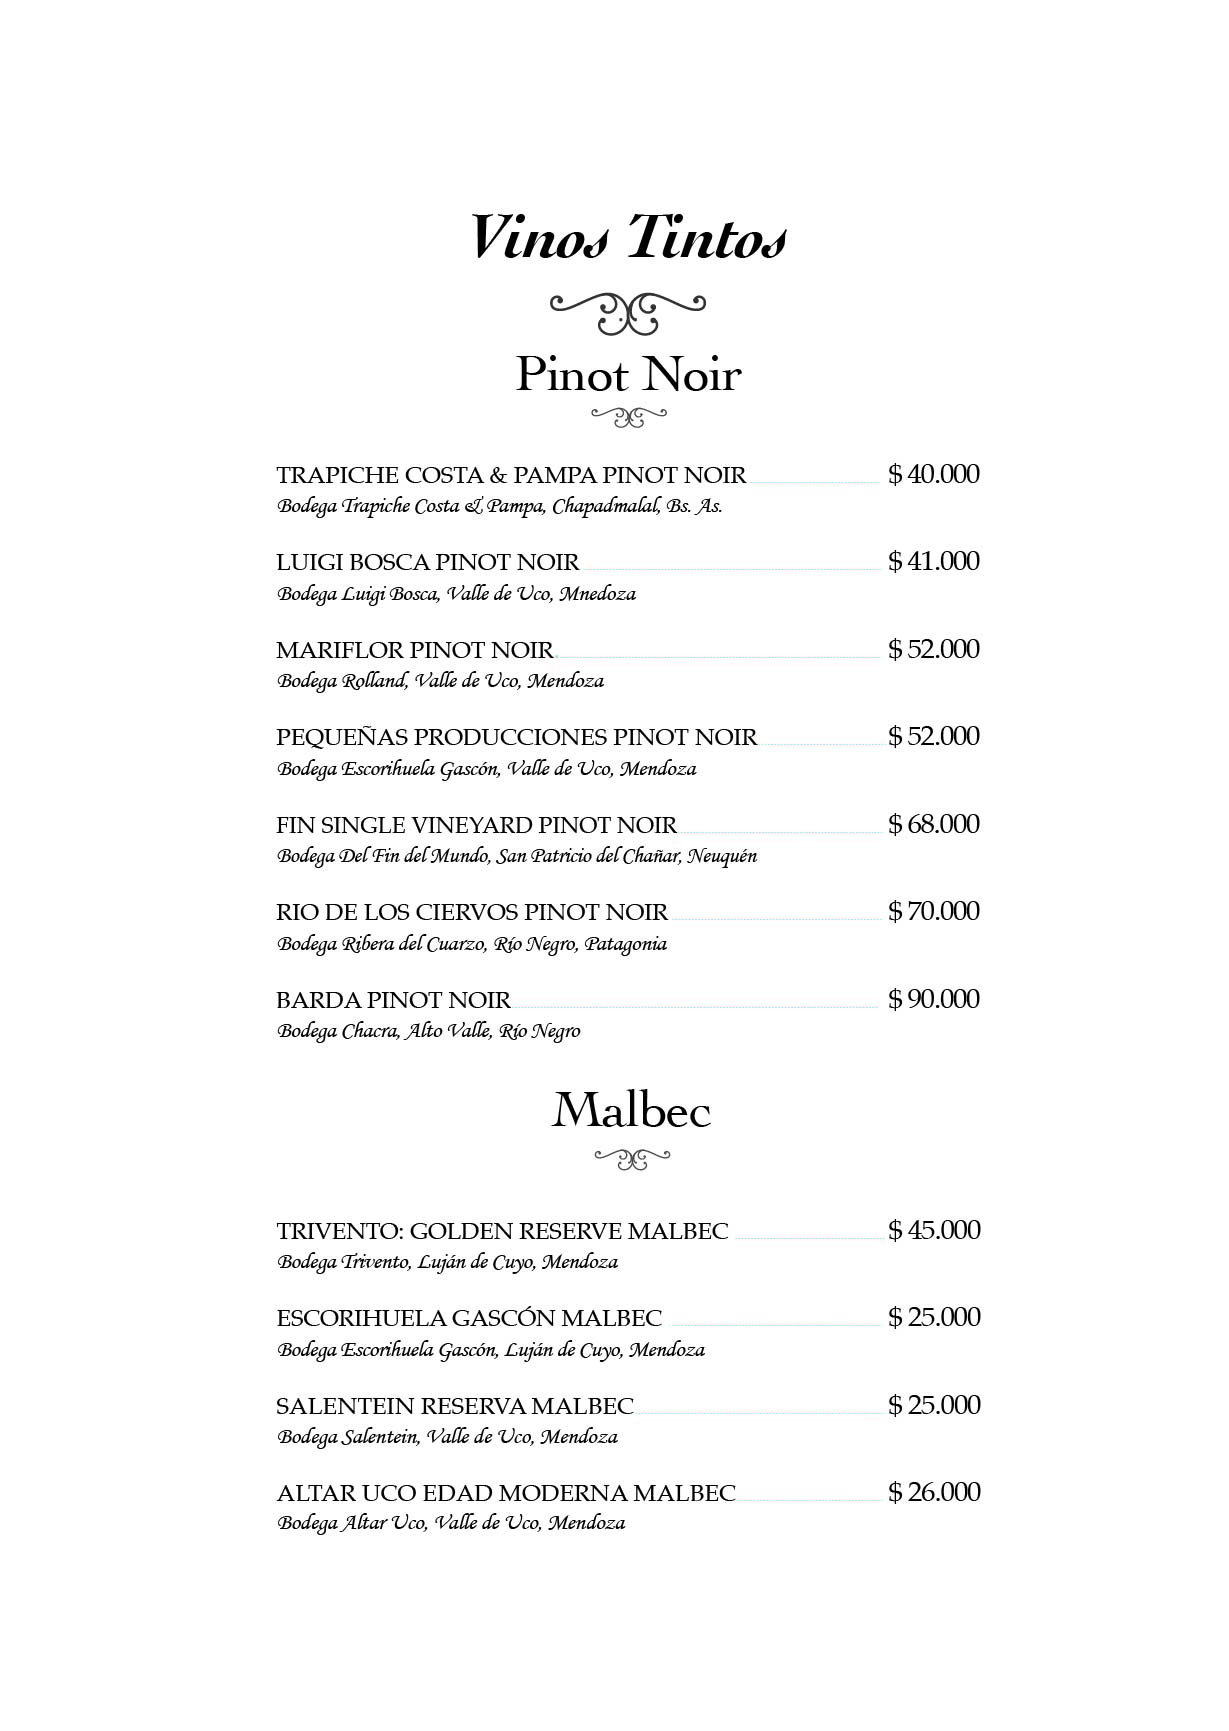 Vinos Tintos
Pinot Noir
TRAPICHE COSTA & PAMPA PINOT NOIR $ 40.000
Bodega Trapiche Costa & Pampa, Chapadmalal, Bs. As.
LUIGI BOSCA PINOT NOIR $ 41.000
Bodega Luigi Bosca, Valle de Uco, Mnedoza
MARIFLOR PINOT NOIR $ 52.000
Bodega Rolland, Valle de Uco, Mendoza
PEQUEÑAS PRODUCCIONES PINOT NOIR $ 52.000
Bodega Escorihuela Gascón, Valle de Uco, Mendoza
FIN SINGLE VINEYARD PINOT NOIR $ 68.000
Bodega Del Fin del Mundo, San Patricio del Chañar, Neuquén
RIO DE LOS CIERVOS PINOT NOIR $ 70.000
Bodega Ribera del Cuarzo, Río Negro, Patagonia
BARDA PINOT NOIR $ 90.000
Bodega Chacra, Alto Valle, Río Negro
Malbec
TRIVENTO: GOLDEN RESERVE MALBEC $ 45.000
Bodega Trivento, Luján de Cuyo, Mendoza
ESCORIHUELA GASCÓN MALBEC $ 25.000
Bodega Escorihuela Gascón, Luján de Cuyo, Mendoza
SALENTEIN RESERVA MALBEC $ 25.000
Bodega Salentein, Valle de Uco, Mendoza
ALTAR UCO EDAD MODERNA MALBEC $ 26.000
Bodega Altar Uco, Valle de Uco, Mendoza